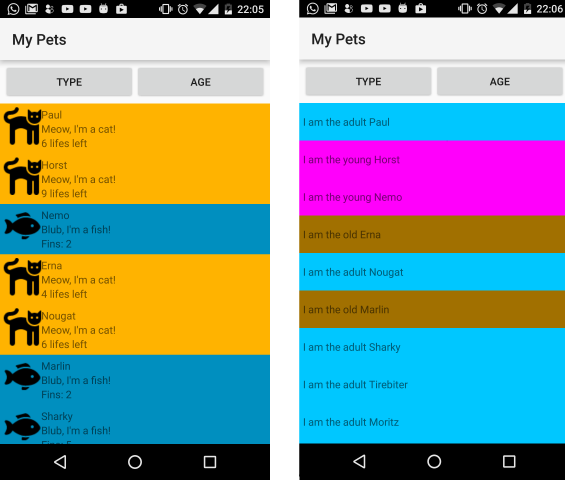 22:05
My Pets
TYPE
AGE
Paul
Meow, I'm a cat!
6 lifes left
Horst
Meow, I'm a cat!
9 lifes left
Nemo
Blub, I'm a fish!
Fins: 2
Erna
Meow, I'm a cat!
4 lifes left
Nougat
Meow, I'm a cat!
6 lifes left
Marlin
Blub, I'm a fish!
Fins: 2
Sharky
Blub, I'm a fish!
22:06
My Pets
TYPE
AGE
I am the adult Paul
I am the young Horst
I am the young Nemo
I am the old Erna
I am the adult Nougat
I am the old Marlin
I am the adult Sharky
I am the adult Tirebiter
I am the adult Moritz